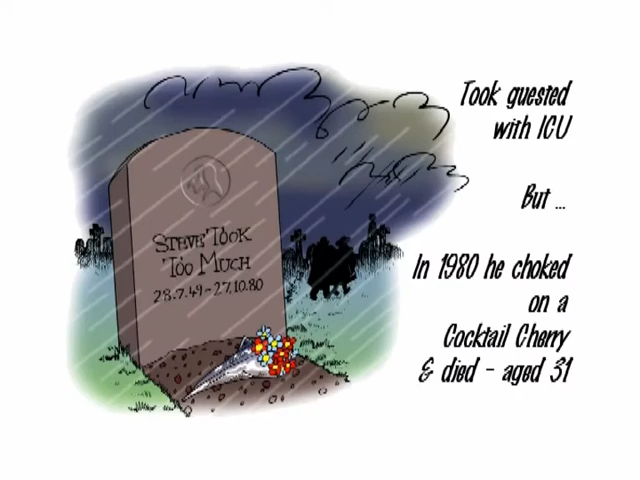 Took guested
with ICU
But ...
In 1980 he choked
on a
Cocktail Cherry
& died - aged 31
STEVE 'TOOK
'TOO MUCH
28.7.49-27.10.80